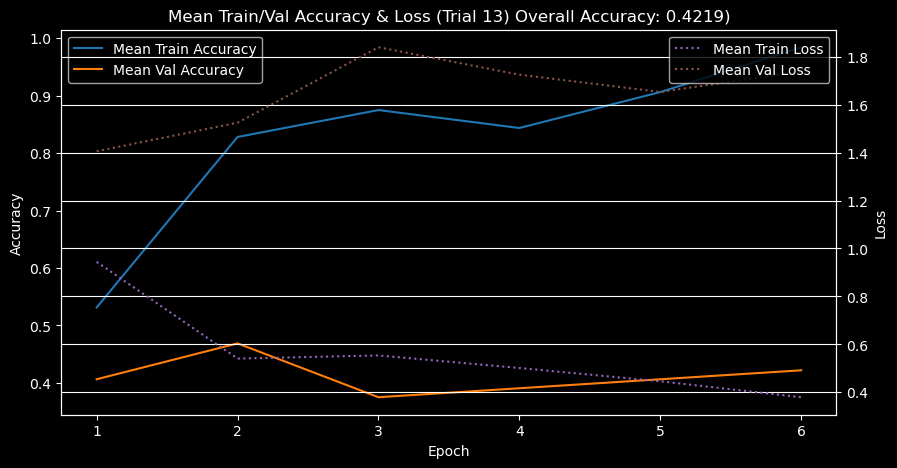 Mean Train/Val Accuracy & Loss (Trial 13) Overall Accuracy: 0.4219)
Mean Train Accuracy
Mean Val Accuracy
Mean Train Loss
Mean Val Loss
1.0
0.9
0.8
0.7
0.6
0.5
0.4
Accuracy
1.8
1.6
1.4
1.2
1.0
0.8
0.6
0.4
Loss
1 2 3 4 5 6
Epoch